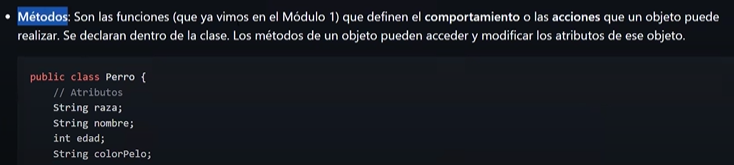 • Métodos: Son las funciones (que ya vimos en el Módulo 1) que definen el comportamiento o las acciones que un objeto puede
realizar. Se declaran dentro de la clase. Los métodos de un objeto pueden acceder y modificar los atributos de ese objeto.
public class Perro {
// Atributos
String raza;
String nombre;
int edad;
String colorPelo;